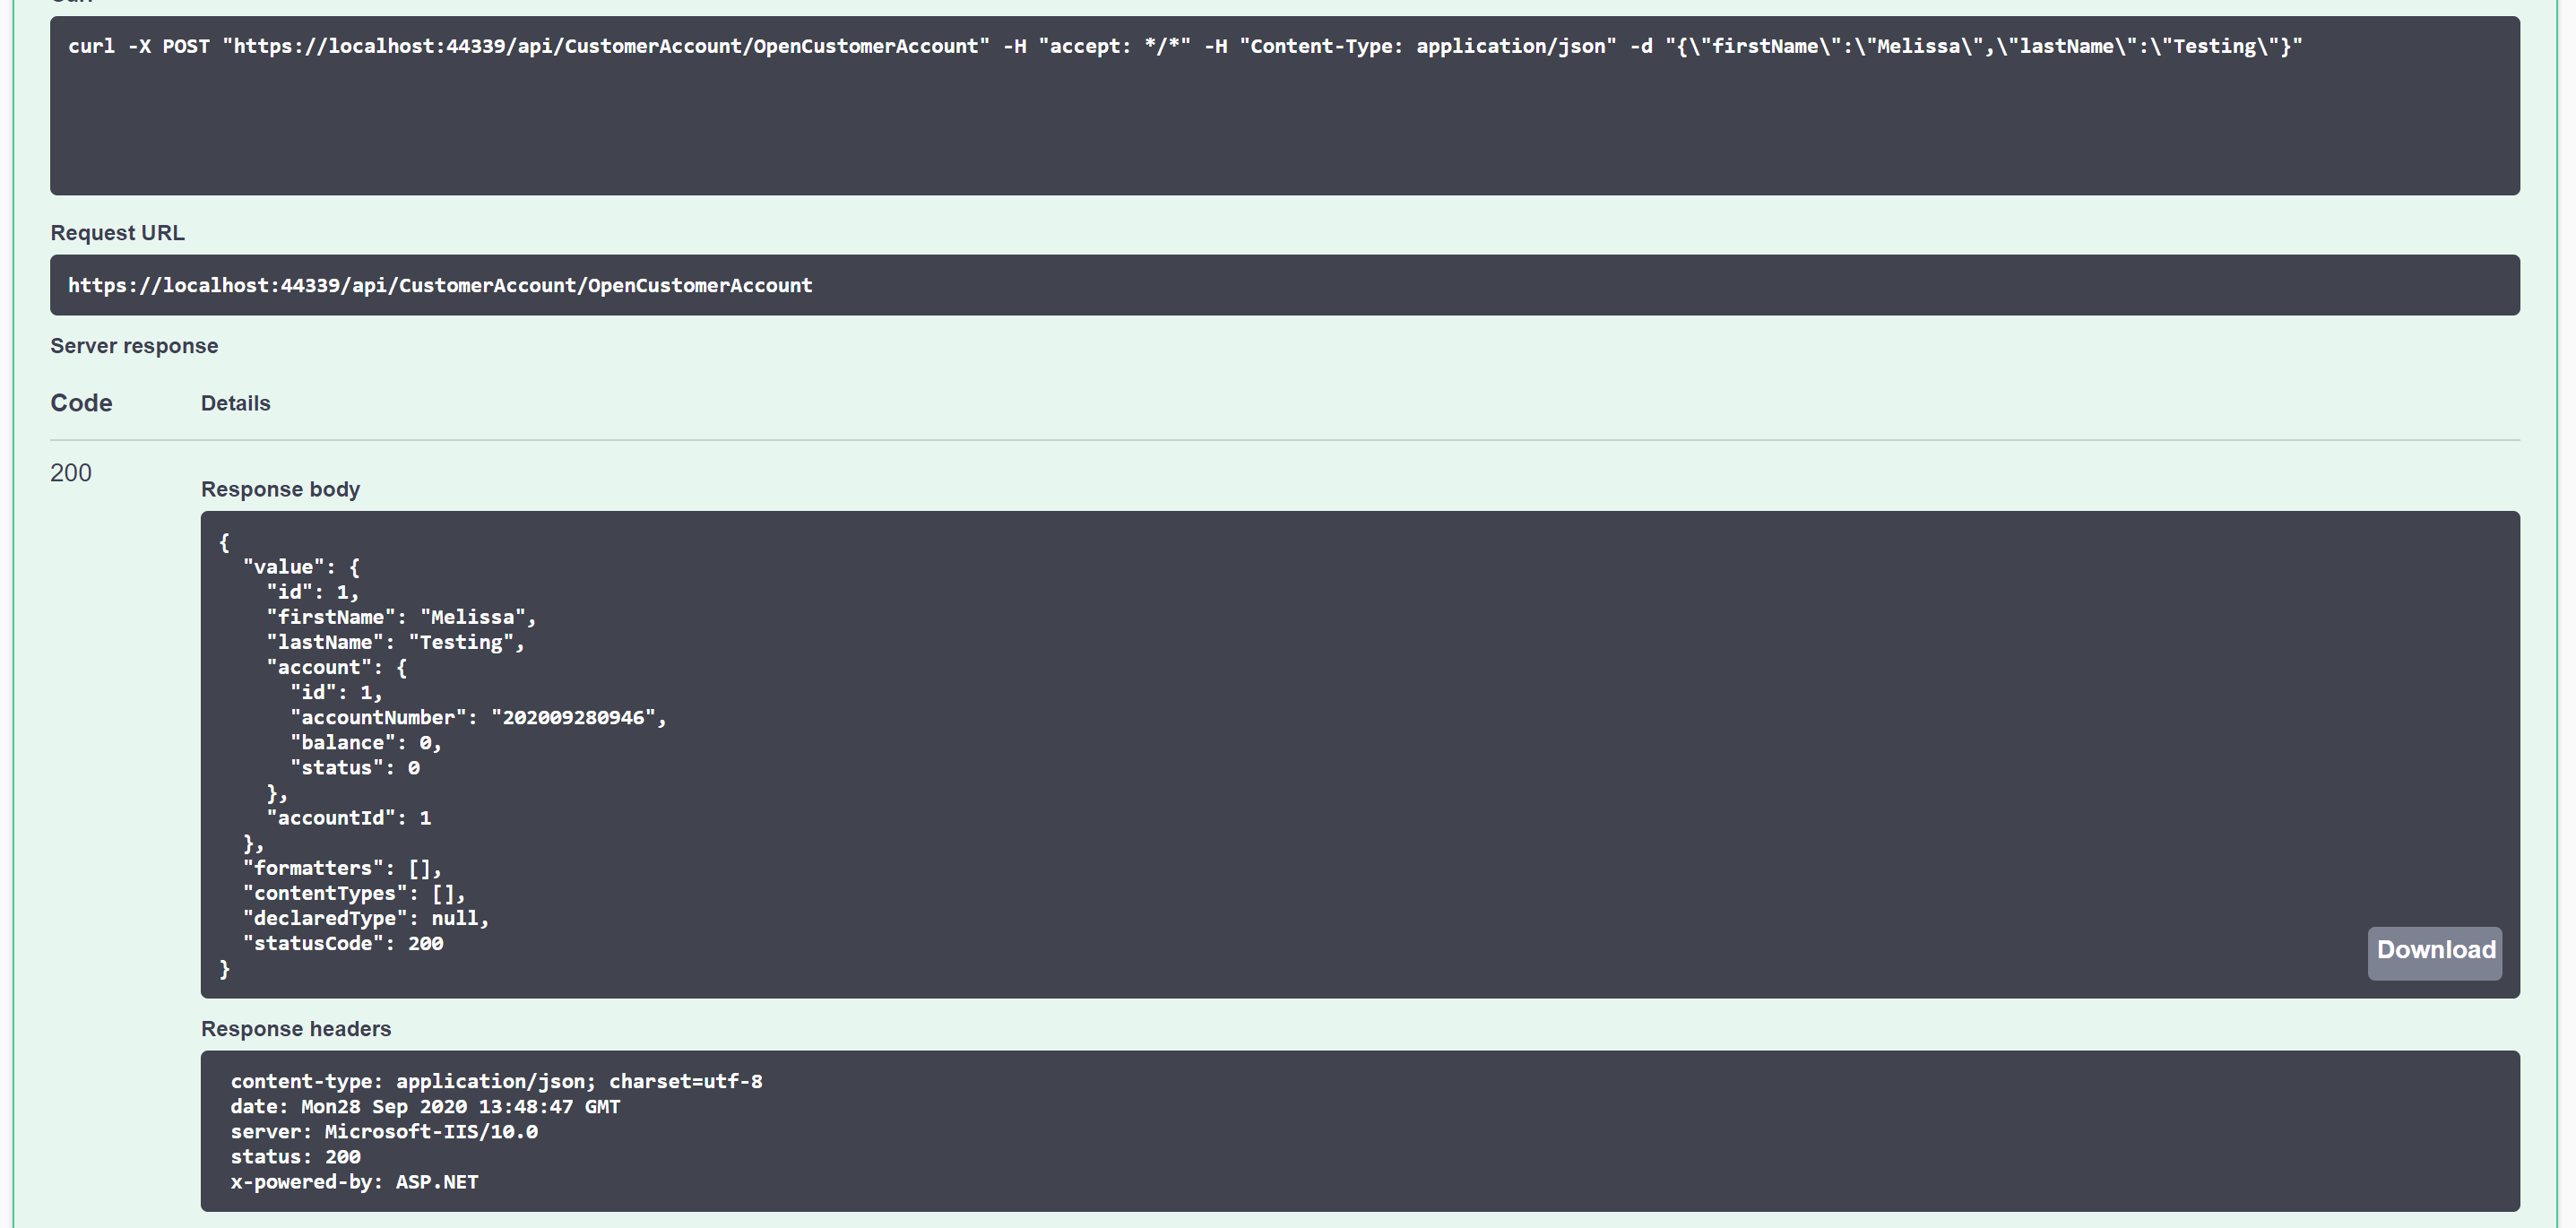 curl -X POST "https://localhost:44339/api/CustomerAccount/OpenCustomerAccount" -H "accept: */*" -H "Content-Type: application/json" -d "{\"firstName\":\"Melissa\",\"lastName\":\"Testing\"}"
Request URL
https://localhost:44339/api/CustomerAccount/OpenCustomerAccount
Server response
Code Details
200
Response body
{
  "value": {
    "id": 1,
    "firstName": "Melissa",
    "lastName": "Testing",
    "account": {
      "id": 1,
      "accountNumber": "202009280946",
      "balance": 0,
      "status": 0
    },
    "accountId": 1
  },
  "formatters": [],
  "contentTypes": [],
  "declaredType": null,
  "statusCode": 200
}
Download
Response headers
content-type: application/json; charset=utf-8
date: Mon28 Sep 2020 13:48:47 GMT
server: Microsoft-IIS/10.0
status: 200
x-powered-by: ASP.NET